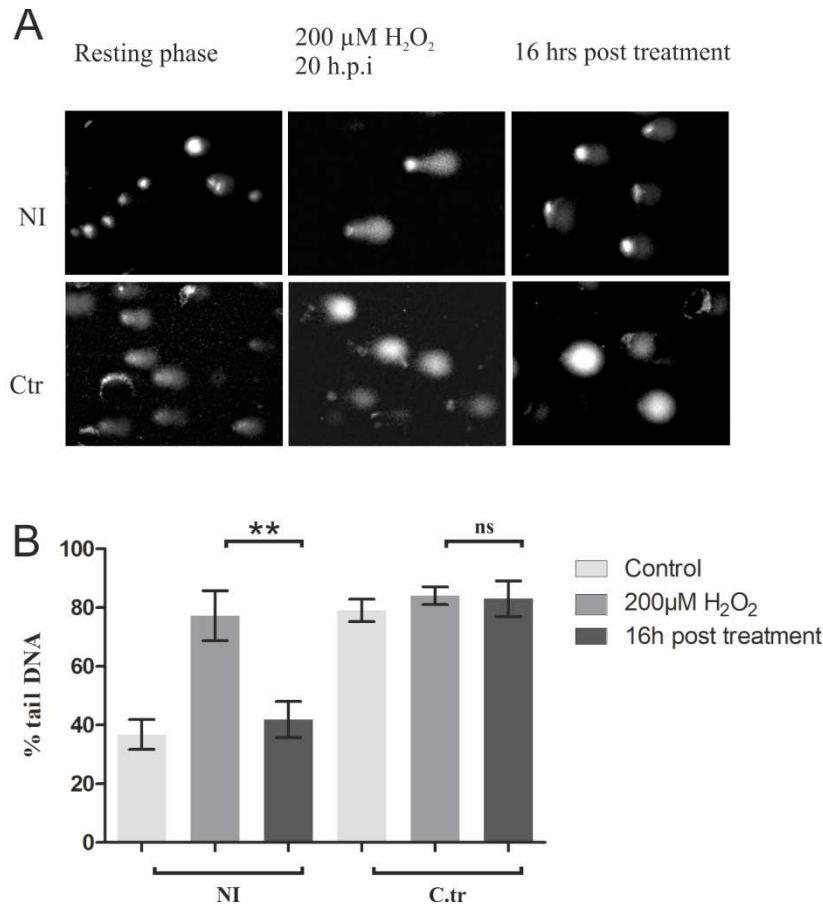 A
Resting phase
200 µM H₂O₂
20 h.p.i
16 hrs post treatment
NI
Ctr
B
**
ns
100
80
60
40
20
0
% tail DNA
NI
C.tr
Control
200µM H₂O₂
16h post treatment